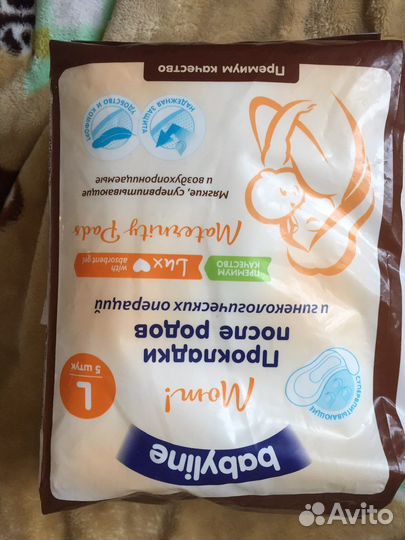 babyline
Mom!
L
5 штук
Прокладки
после родов
и гинекологических операций
СУПЕРВПИТЫВАЮЩИЕ
ПРЕМИУМ
КАЧЕСТВО
Lux
with
absorbent gel
Maternity Pads
Мягкие, супервпитывающие
и воздухопроницаемые
УДОБСТВО И КОМФОРТ
НАДЕЖНАЯ ЗАЩИТА
Премиум качество
Avito